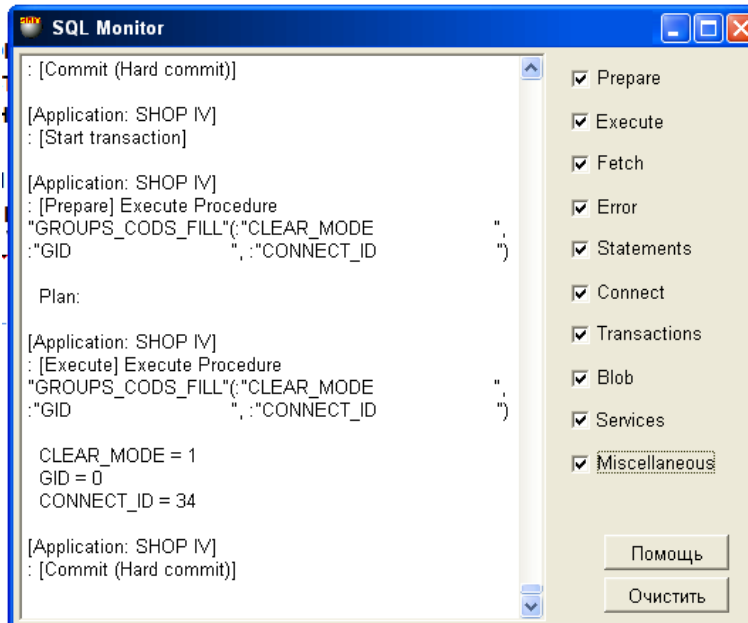 SQL Monitor
: [Commit (Hard commit)]
[Application: SHOP IV]
: [Start transaction]
[Application: SHOP IV]
: [Prepare] Execute Procedure
"GROUPS_CODS_FILL"(:"CLEAR_MODE ",
:"GID ", :"CONNECT_ID ")
Plan:
[Application: SHOP IV]
: [Execute] Execute Procedure
"GROUPS_CODS_FILL"(:"CLEAR_MODE ",
:"GID ", :"CONNECT_ID ")
CLEAR_MODE = 1
GID = 0
CONNECT_ID = 34
[Application: SHOP IV]
: [Commit (Hard commit)]
Prepare
Execute
Fetch
Error
Statements
Connect
Transactions
Blob
Services
Miscellaneous
Помощь
Очистить